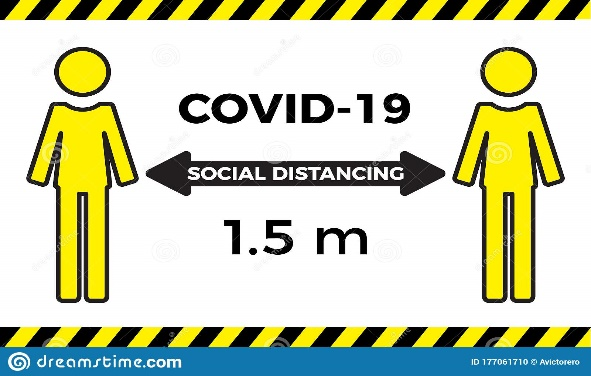 COVID-19
SOCIAL DISTANCING
1.5 m
dreamstime.com
ID 177061710 © Avictorero